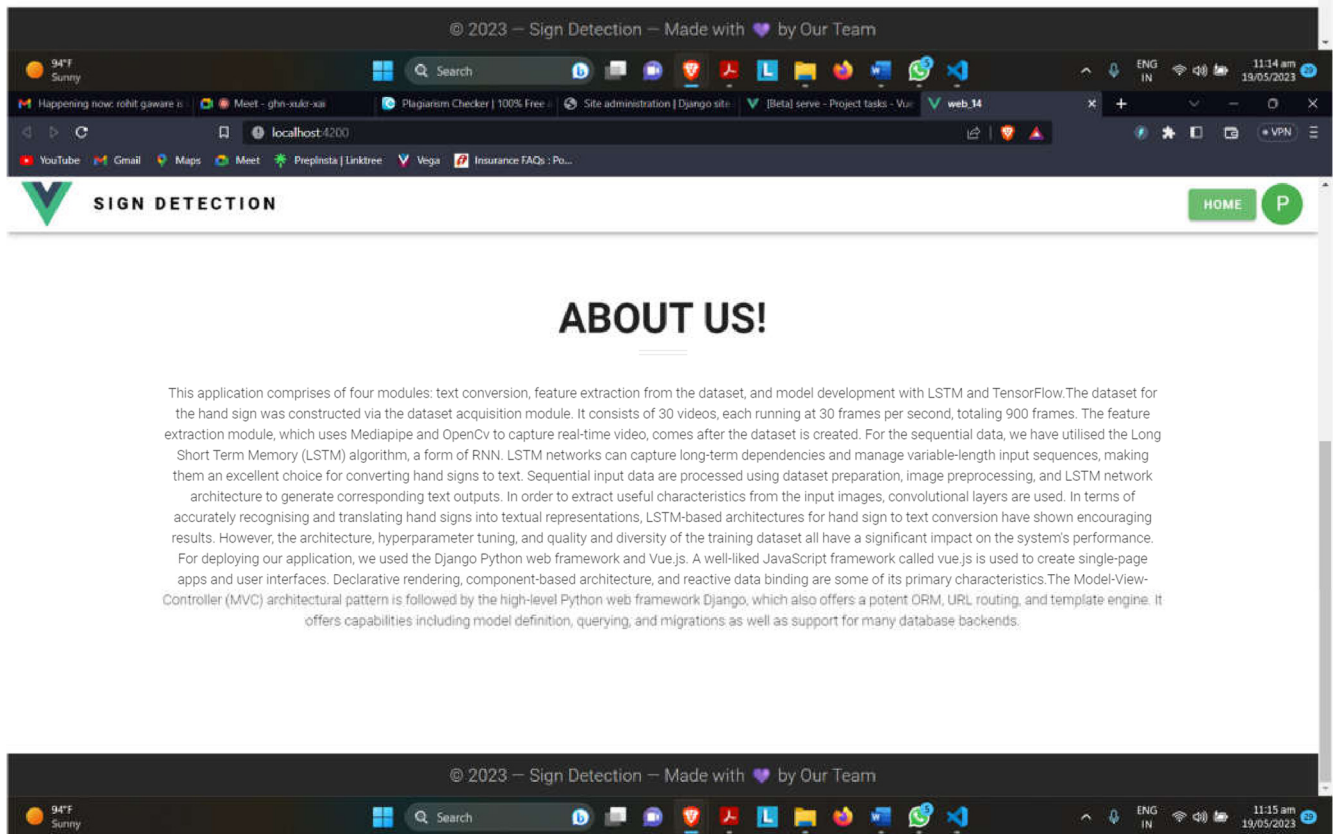 © 2023 — Sign Detection — Made with 💜 by Our Team
94°F
Sunny
Search
ENG
IN
11:14 am
19/05/2023
29
Happening now: rohit gaware is
Meet - ghn-xukr-xai
Plagiarism Checker | 100% Free
Site administration | Django site
[Beta] serve - Project tasks - Vue
web_14
localhost:4200
VPN
YouTube
Gmail
Maps
Meet
PrepInsta | Linktree
Vega
Insurance FAQs : Po...
SIGN DETECTION
HOME
P
ABOUT US!
This application comprises of four modules: text conversion, feature extraction from the dataset, and model development with LSTM and TensorFlow.The dataset for
the hand sign was constructed via the dataset acquisition module. It consists of 30 videos, each running at 30 frames per second, totaling 900 frames. The feature
extraction module, which uses Mediapipe and OpenCv to capture real-time video, comes after the dataset is created. For the sequential data, we have utilised the Long
Short Term Memory (LSTM) algorithm, a form of RNN. LSTM networks can capture long-term dependencies and manage variable-length input sequences, making
them an excellent choice for converting hand signs to text. Sequential input data are processed using dataset preparation, image preprocessing, and LSTM network
architecture to generate corresponding text outputs. In order to extract useful characteristics from the input images, convolutional layers are used. In terms of
accurately recognising and translating hand signs into textual representations, LSTM-based architectures for hand sign to text conversion have shown encouraging
results. However, the architecture, hyperparameter tuning, and quality and diversity of the training dataset all have a significant impact on the system's performance.
For deploying our application, we used the Django Python web framework and Vue.js. A well-liked JavaScript framework called vue.js is used to create single-page
apps and user interfaces. Declarative rendering, component-based architecture, and reactive data binding are some of its primary characteristics.The Model-View-
Controller (MVC) architectural pattern is followed by the high-level Python web framework Django, which also offers a potent ORM, URL routing, and template engine. It
offers capabilities including model definition, querying, and migrations as well as support for many database backends.
© 2023 — Sign Detection — Made with 💜 by Our Team
94°F
Sunny
Search
ENG
IN
11:15 am
19/05/2023
29